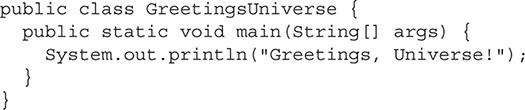 public class GreetingsUniverse {
  public static void main(String[] args) {
    System.out.println("Greetings, Universe!");
  }
}